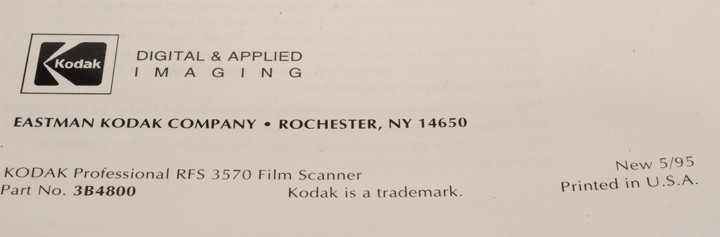 Kodak
DIGITAL & APPLIED
IMAGING
EASTMAN KODAK COMPANY • ROCHESTER, NY 14650
KODAK Professional RFS 3570 Film Scanner
Part No. 3B4800
Kodak is a trademark.
New 5/95
Printed in U.S.A.